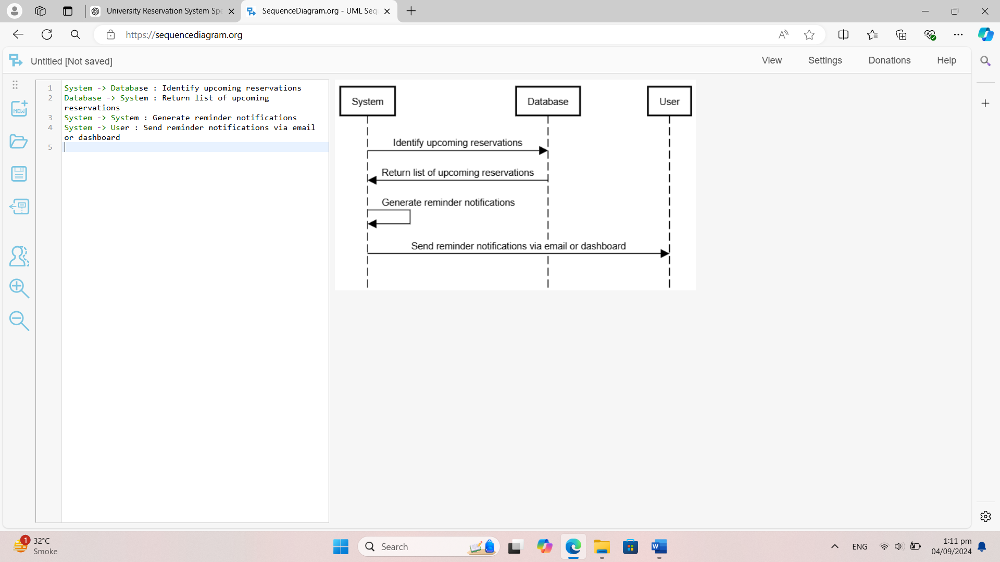 University Reservation System Spe
SequenceDiagram.org - UML Seq
https://sequencediagram.org
Untitled [Not saved]
View
Settings
Donations
Help
NEW
1 System -> Database : Identify upcoming reservations
2 Database -> System : Return list of upcoming
reservations
3 System -> System : Generate reminder notifications
4 System -> User : Send reminder notifications via email
or dashboard
5
System
Database
User
Identify upcoming reservations
Return list of upcoming reservations
Generate reminder notifications
Send reminder notifications via email or dashboard
1
32°C
Smoke
Search
W
ENG
1:11 pm
04/09/2024